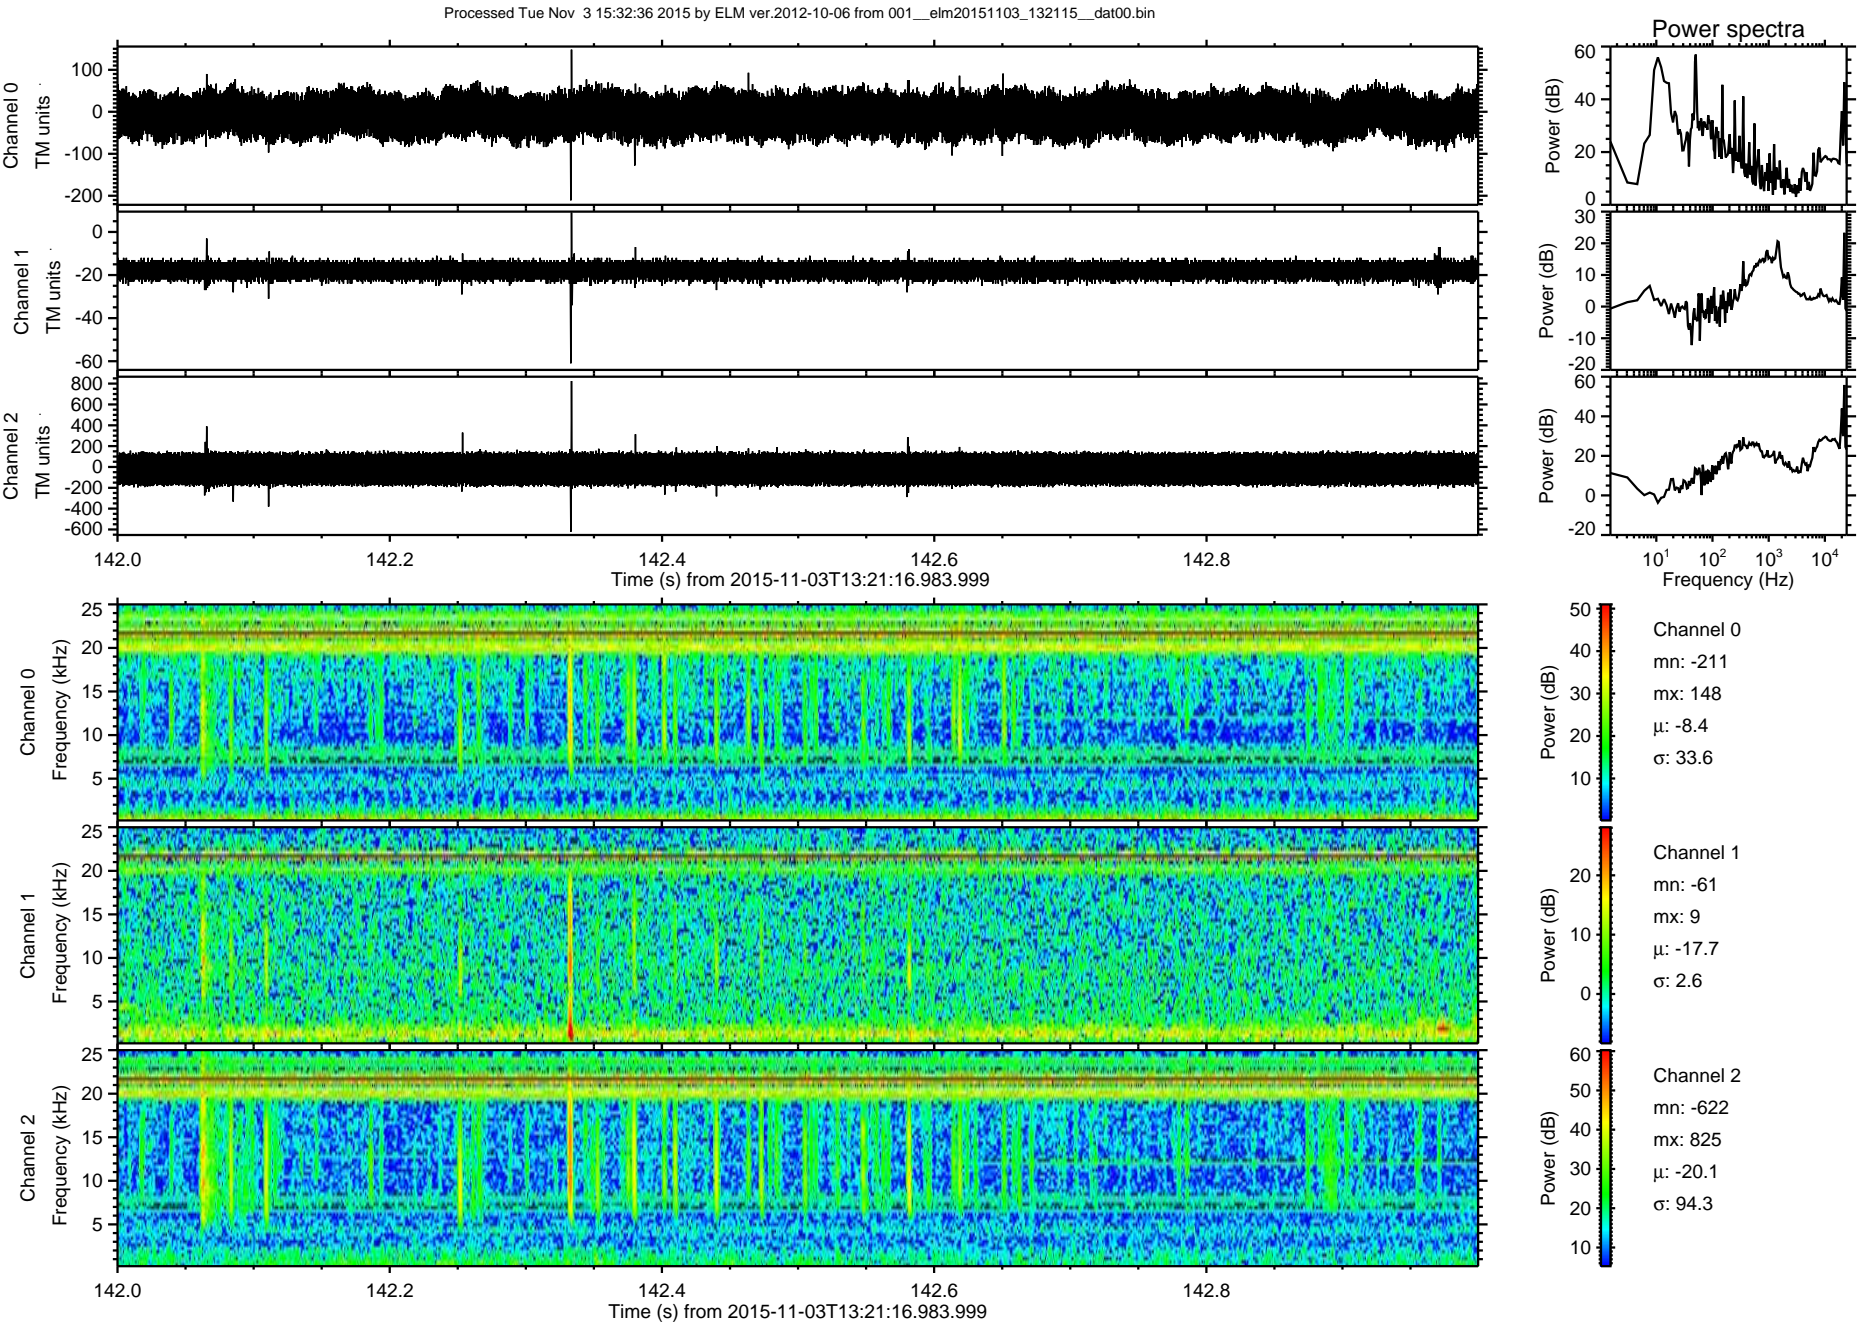 Processed Tue Nov  3 15:32:36 2015 by ELM ver.2012-10-06 from 001__elm20151103_132115__dat00.bin
Power spectra
Channel 0
TM units
100
0
-100
-200
Power (dB)
60
40
20
0
Channel 1
TM units
0
-20
-40
-60
Power (dB)
30
20
10
0
-10
-20
Channel 2
TM units
800
600
400
200
0
-200
-400
-600
Power (dB)
60
40
20
0
-20
142.0 142.2 142.4 142.6 142.8
Time (s) from 2015-11-03T13:21:16.983.999
10¹ 10² 10³ 10⁴
Frequency (Hz)
Channel 0
Frequency (kHz)
25
20
15
10
5
Power (dB)
50
40
30
20
10
Channel 0
mn: -211
mx: 148
μ: -8.4
σ: 33.6
Channel 1
Frequency (kHz)
25
20
15
10
5
Power (dB)
20
10
0
Channel 1
mn: -61
mx: 9
μ: -17.7
σ: 2.6
Channel 2
Frequency (kHz)
25
20
15
10
5
Power (dB)
60
50
40
30
20
10
Channel 2
mn: -622
mx: 825
μ: -20.1
σ: 94.3
142.0 142.2 142.4 142.6 142.8
Time (s) from 2015-11-03T13:21:16.983.999